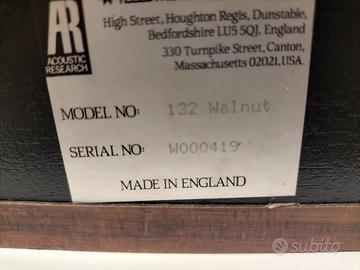 AR
ACOUSTIC
RESEARCH
High Street, Houghton Regis, Dunstable,
Bedfordshire LU5 5QJ, England
330 Turnpike Street, Canton,
Massachusetts 02021, USA.
MODEL NO: 132 Walnut
SERIAL NO: W000419
MADE IN ENGLAND
subito